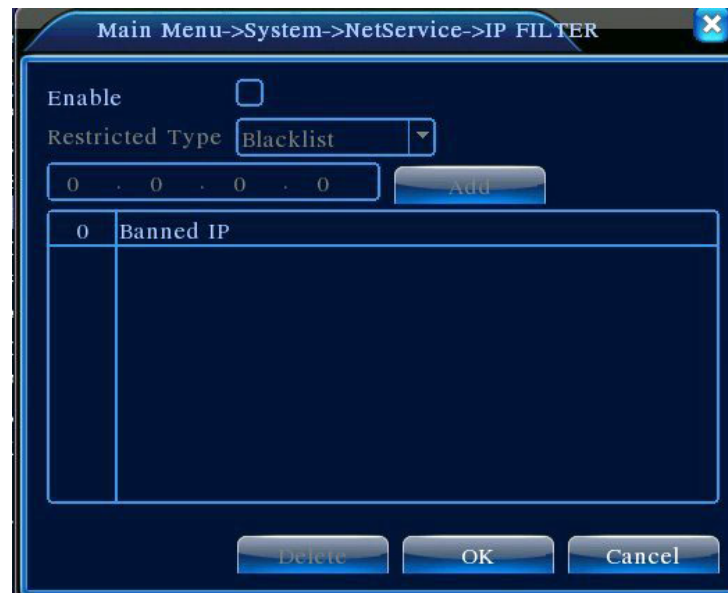 Main Menu->System->NetService->IP FILTER
Enable
Restricted Type Blacklist
0 . 0 . 0 . 0 Add
0 Banned IP
Delete OK Cancel